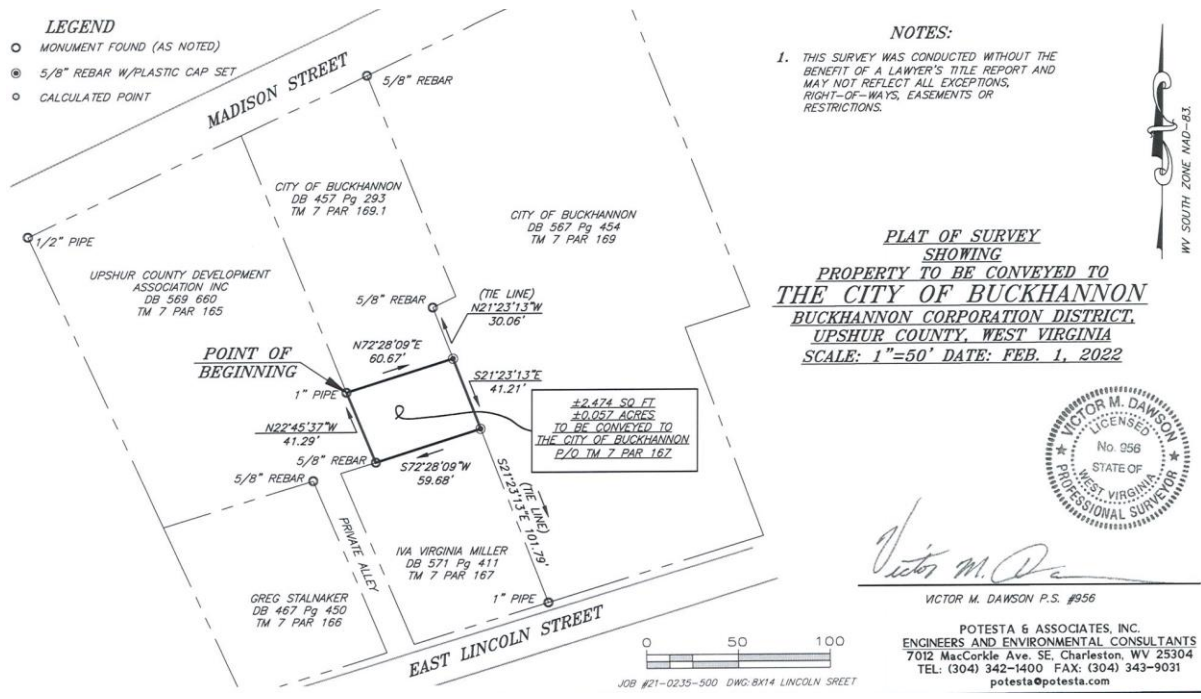 LEGEND
MONUMENT FOUND (AS NOTED)
5/8" REBAR W/PLASTIC CAP SET
CALCULATED POINT
MADISON STREET
5/8" REBAR
CITY OF BUCKHANNON
DB 457 Pg 293
TM 7 PAR 169.1
CITY OF BUCKHANNON
DB 567 Pg 454
TM 7 PAR 169
1/2" PIPE
UPSHUR COUNTY DEVELOPMENT
ASSOCIATION INC
DB 569 660
TM 7 PAR 165
5/8" REBAR
(TIE LINE)
N21°23'13"W
30.06'
N72°28'09"E
60.67'
POINT OF
BEGINNING
1" PIPE
S21°23'13"E
41.21'
N22°45'37"W
41.29'
±2,474 SQ FT
±0.057 ACRES
TO BE CONVEYED TO
THE CITY OF BUCKHANNON
P/O TM 7 PAR 167
5/8" REBAR
S72°28'09"W
59.68'
5/8" REBAR
(TIE LINE)
S21°23'13"E 101.79'
PRIVATE ALLEY
IVA VIRGINIA MILLER
DB 571 Pg 411
TM 7 PAR 167
GREG STALNAKER
DB 467 Pg 450
TM 7 PAR 166
1" PIPE
EAST LINCOLN STREET
NOTES:
1. THIS SURVEY WAS CONDUCTED WITHOUT THE
BENEFIT OF A LAWYER'S TITLE REPORT AND
MAY NOT REFLECT ALL EXCEPTIONS,
RIGHT-OF-WAYS, EASEMENTS OR
RESTRICTIONS.
WV SOUTH ZONE NAD-83.
PLAT OF SURVEY
SHOWING
PROPERTY TO BE CONVEYED TO
THE CITY OF BUCKHANNON
BUCKHANNON CORPORATION DISTRICT,
UPSHUR COUNTY, WEST VIRGINIA
SCALE: 1"=50' DATE: FEB. 1, 2022
VICTOR M. DAWSON
LICENSED
No. 956
STATE OF
WEST VIRGINIA
PROFESSIONAL SURVEYOR
Victor M.
VICTOR M. DAWSON P.S. #956
0 50 100
JOB #21-0235-500 DWG:8X14 LINCOLN SREET
POTESTA & ASSOCIATES, INC.
ENGINEERS AND ENVIRONMENTAL CONSULTANTS
7012 MacCorkle Ave. SE, Charleston, WV 25304
TEL: (304) 342-1400 FAX: (304) 343-9031
potesta@potesta.com